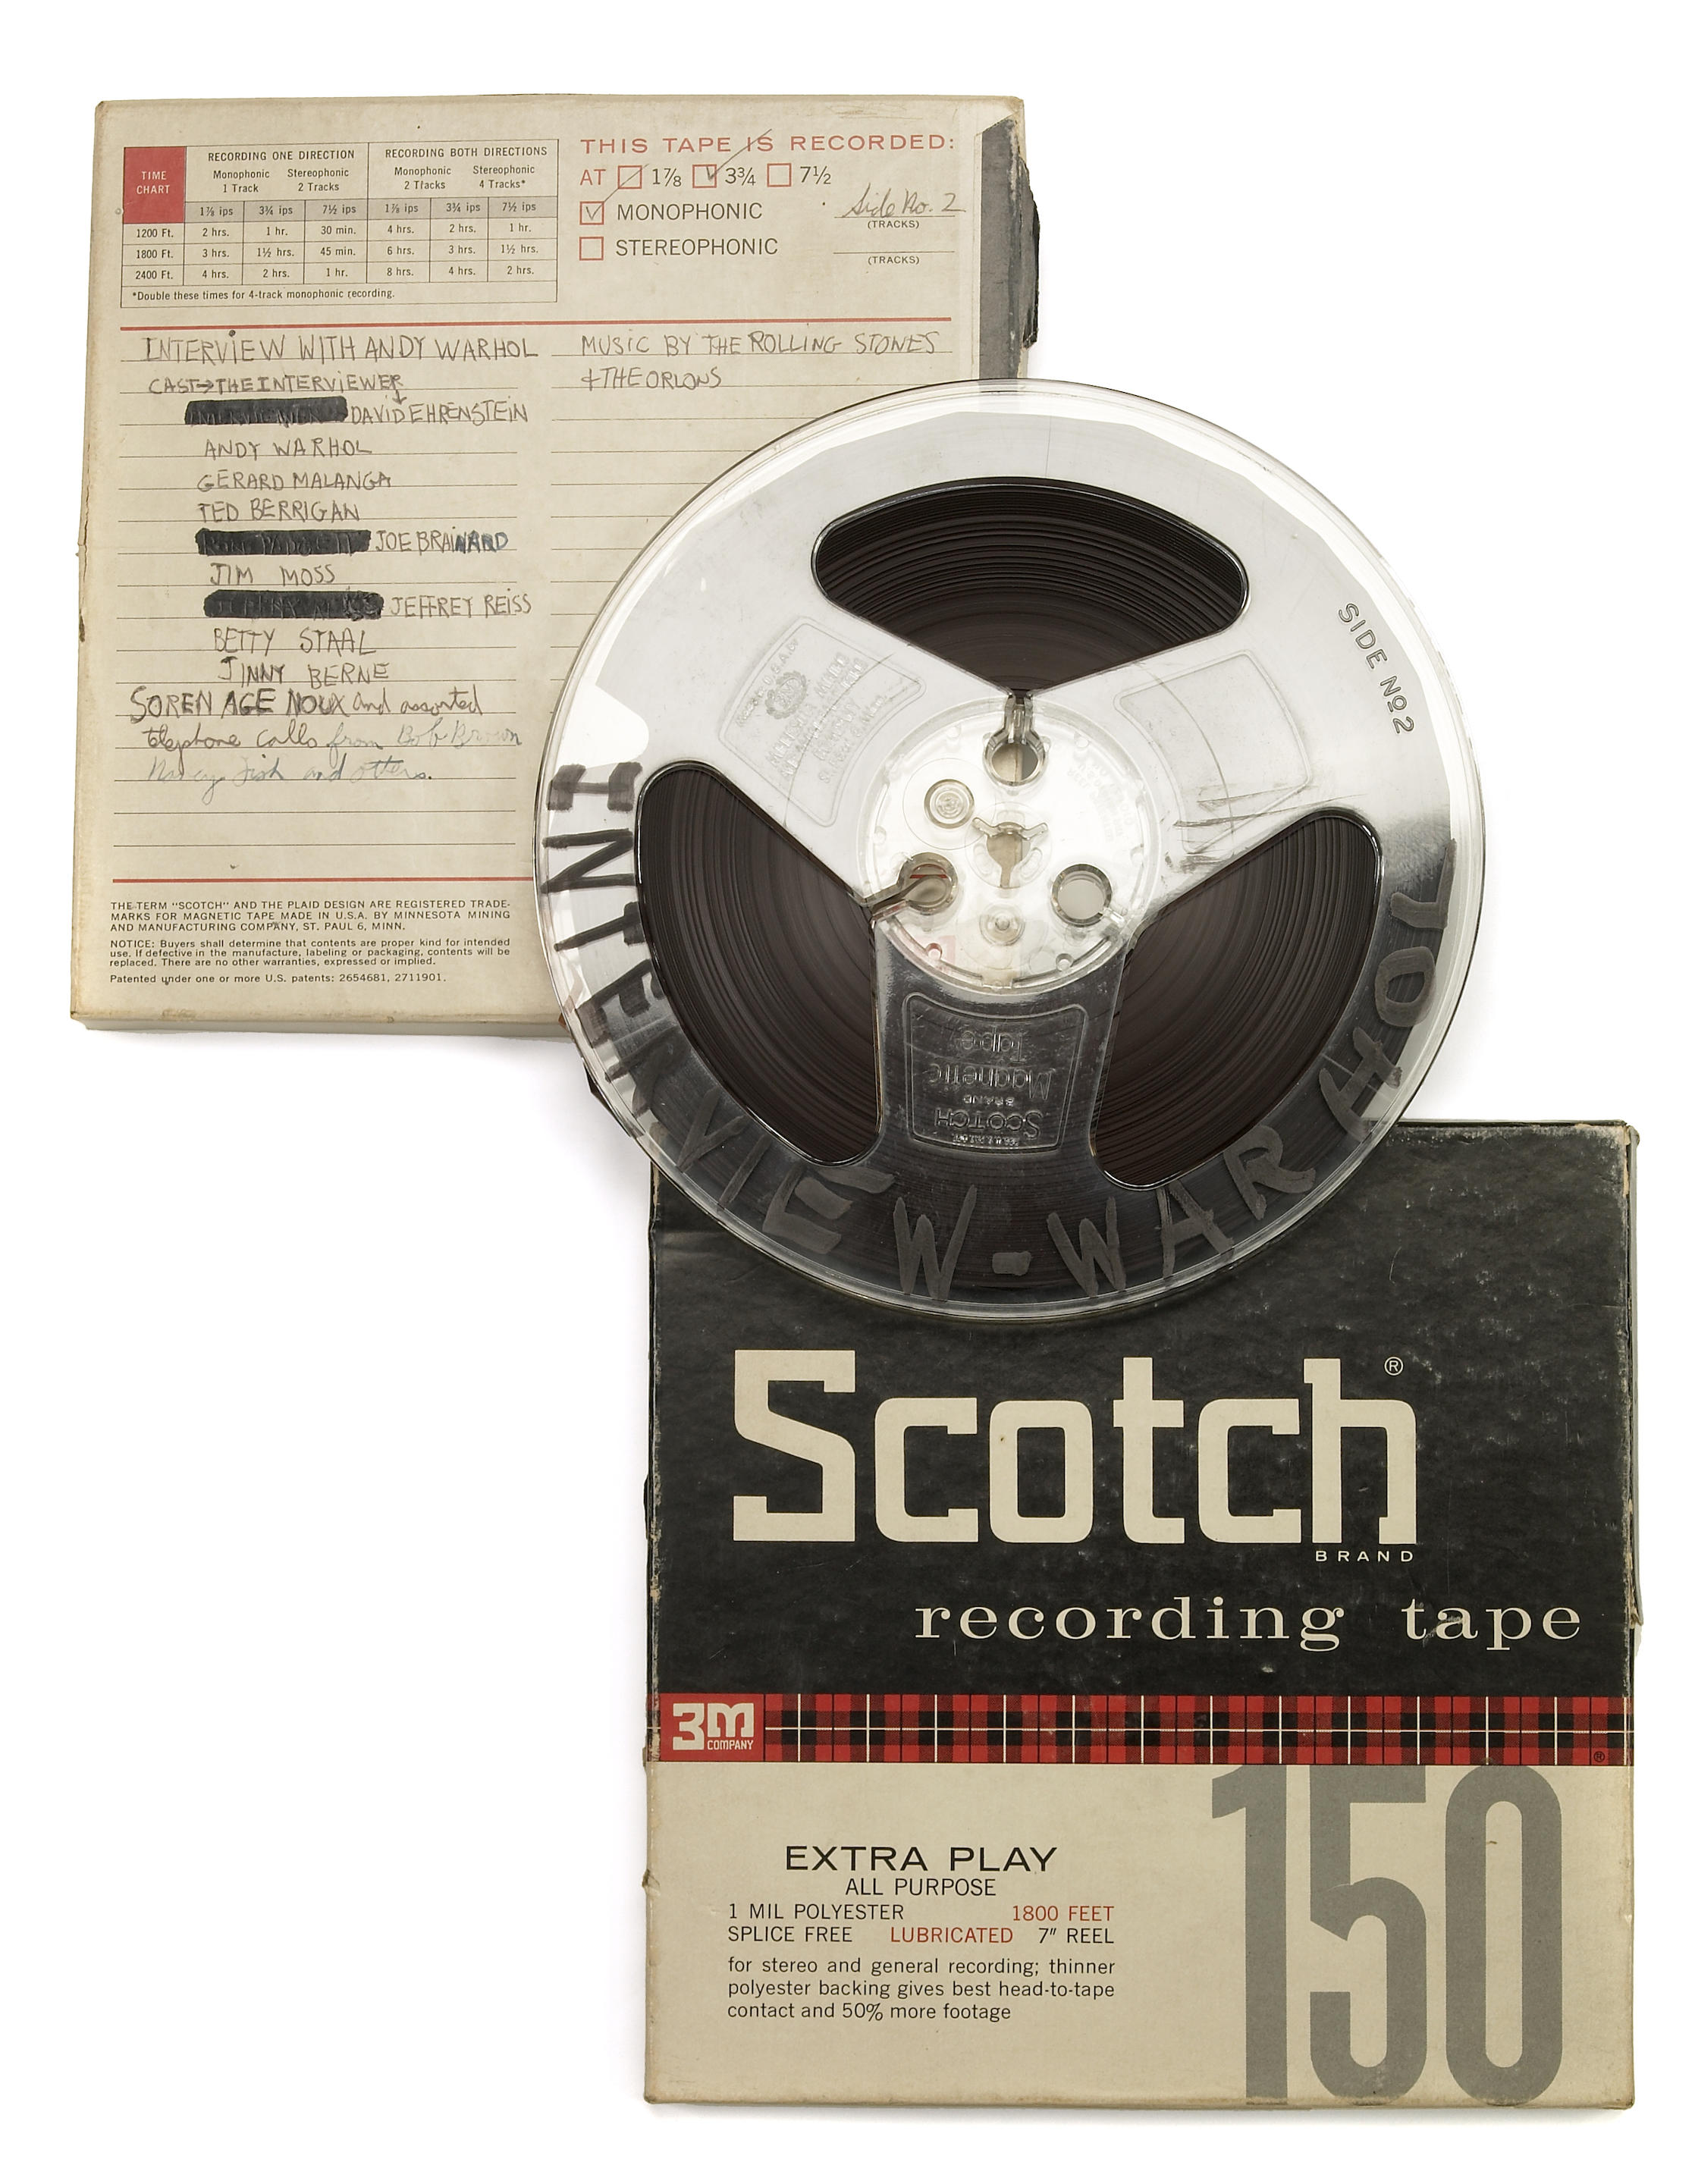 TIME CHART
RECORDING ONE DIRECTION
RECORDING BOTH DIRECTIONS
Monophonic 1 Track
Stereophonic 2 Tracks
Monophonic 2 Tracks
Stereophonic 4 Tracks*
1⅞ ips 3¾ ips 7½ ips 1⅞ ips 3¾ ips 7½ ips
1200 Ft. 2 hrs. 1 hr. 30 min. 4 hrs. 2 hrs. 1 hr.
1800 Ft. 3 hrs. 1½ hrs. 45 min. 6 hrs. 3 hrs. 1½ hrs.
2400 Ft. 4 hrs. 2 hrs. 1 hr. 8 hrs. 4 hrs. 2 hrs.
*Double these times for 4-track monophonic recording.
THIS TAPE IS RECORDED:
AT 1⅞ 3¾ 7½
MONOPHONIC Side No. 2
(TRACKS)
STEREOPHONIC
(TRACKS)
INTERVIEW WITH ANDY WARHOL
CAST→THE INTERVIEWER
DAVID EHRENSTEIN
ANDY WARHOL
GERARD MALANGA
TED BERRIGAN
JOE BRAINARD
JIM MOSS
JEFFREY REISS
BETTY STAAL
JINNY BERNE
SOREN AGE NOUX and assorted
telephone calls from Bob Brown
Nancy Fish and others.
MUSIC BY THE ROLLING STONES
+ THE ORLONS
THE TERM "SCOTCH" AND THE PLAID DESIGN ARE REGISTERED TRADE-
MARKS FOR MAGNETIC TAPE MADE IN U.S.A. BY MINNESOTA MINING
AND MANUFACTURING COMPANY, ST. PAUL 6, MINN.
NOTICE: Buyers shall determine that contents are proper kind for intended
use. If defective in the manufacture, labeling or packaging, contents will be
replaced. There are no other warranties, expressed or implied.
Patented under one or more U.S. patents: 2654681, 2711901.
SIDE No 2
INTERVIEW-WARHOL
SCOTCH
BRAND
Magnetic
Tape
Scotch®
BRAND
recording tape
3M
COMPANY
®
150
EXTRA PLAY
ALL PURPOSE
1 MIL POLYESTER 1800 FEET
SPLICE FREE LUBRICATED 7" REEL
for stereo and general recording; thinner
polyester backing gives best head-to-tape
contact and 50% more footage